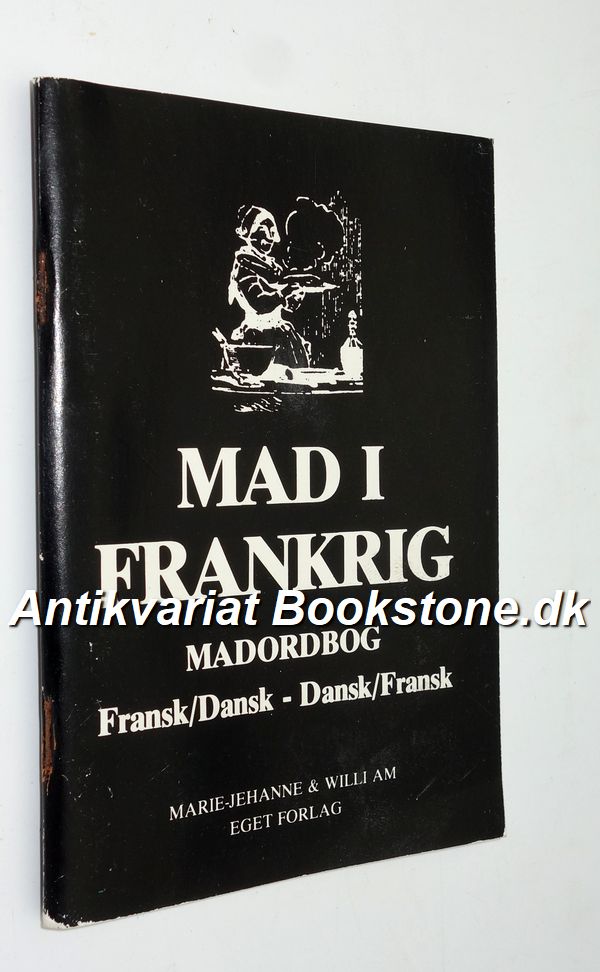 MAD I
FRANKRIG
Antikvariat Bookstone.dk
MADORDBOG
Fransk/Dansk - Dansk/Fransk
MARIE-JEHANNE & WILLI AM
EGET FORLAG